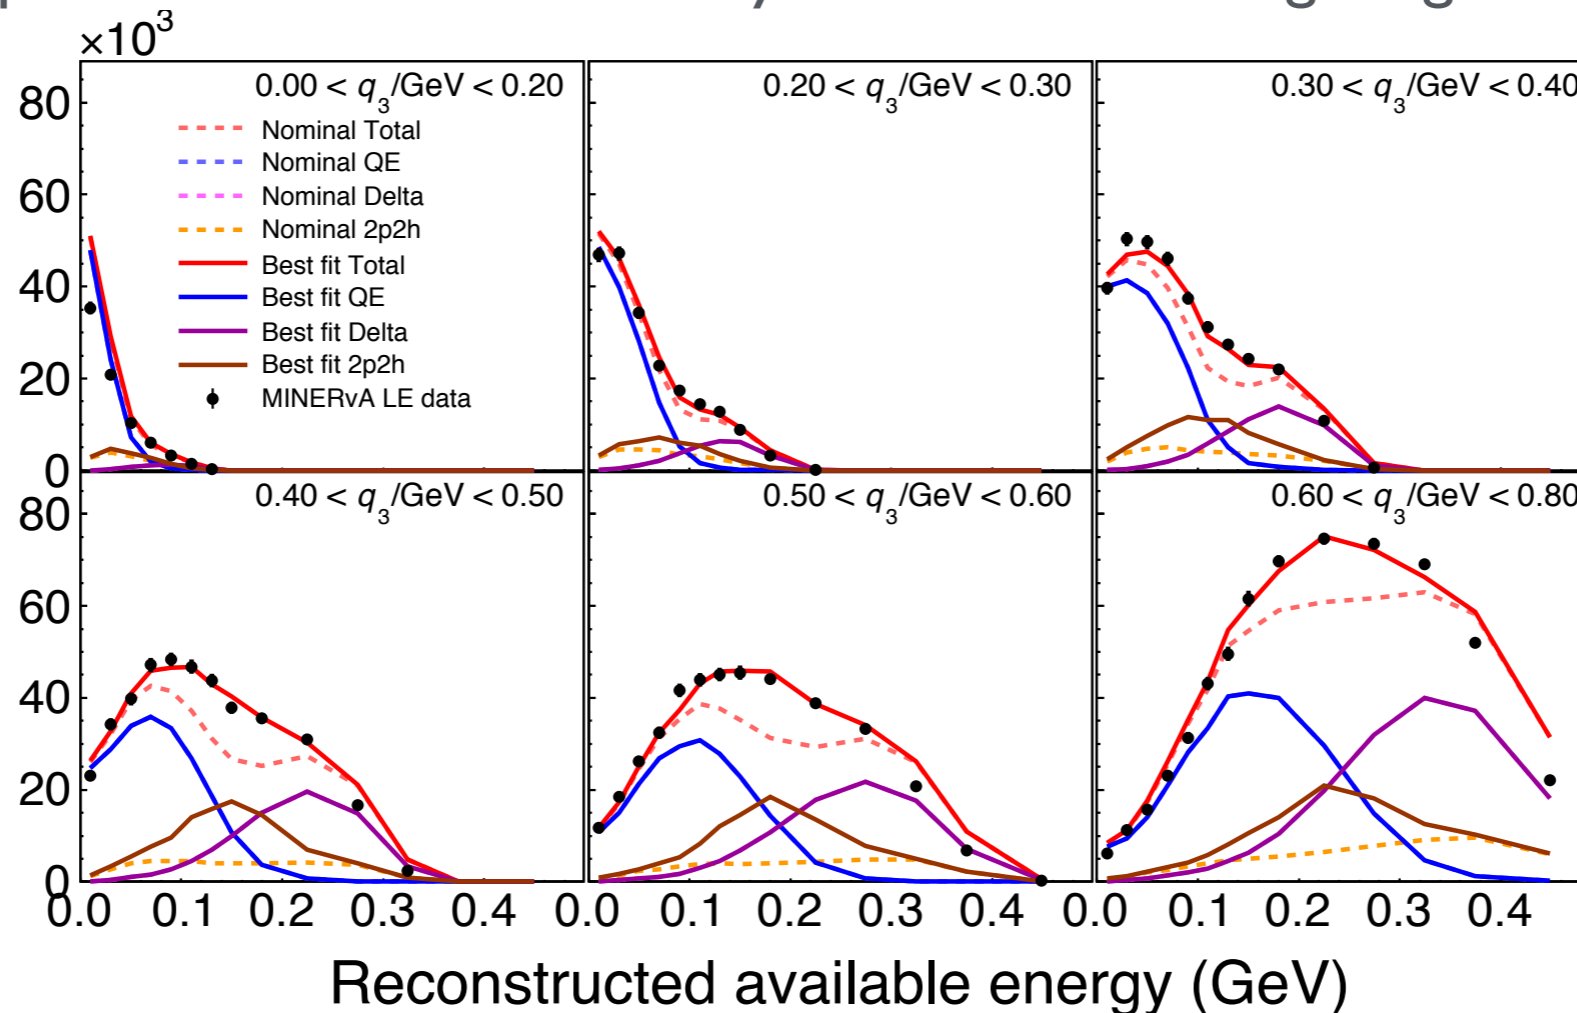 ×10³
0.00 < q₃/GeV < 0.20
0.20 < q₃/GeV < 0.30
0.30 < q₃/GeV < 0.40
80
60
40
20
0
Nominal Total
Nominal QE
Nominal Delta
Nominal 2p2h
Best fit Total
Best fit QE
Best fit Delta
Best fit 2p2h
MINERvA LE data
0.40 < q₃/GeV < 0.50
0.50 < q₃/GeV < 0.60
0.60 < q₃/GeV < 0.80
80
60
40
20
0
0.0 0.1 0.2 0.3 0.4 0.0 0.1 0.2 0.3 0.4 0.0 0.1 0.2 0.3 0.4
Reconstructed available energy (GeV)